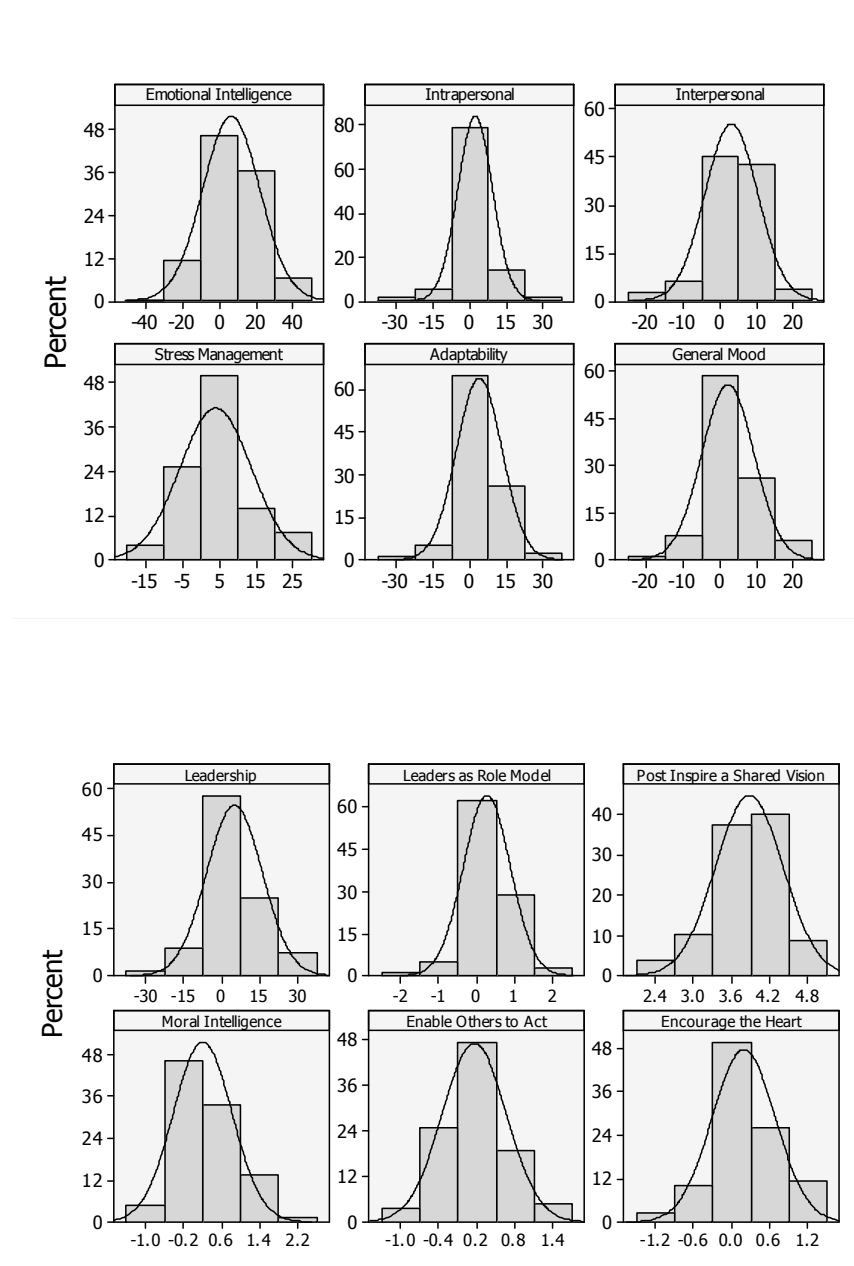 Emotional Intelligence
Intrapersonal
Interpersonal
48
36
24
12
0
80
60
40
20
0
60
45
30
15
0
-40 -20 0 20 40
-30 -15 0 15 30
-20 -10 0 10 20
Percent
Stress Management
Adaptability
General Mood
48
36
24
12
0
60
45
30
15
0
60
45
30
15
0
-15 -5 5 15 25
-30 -15 0 15 30
-20 -10 0 10 20
Leadership
Leaders as Role Model
Post Inspire a Shared Vision
60
45
30
15
0
60
45
30
15
0
40
30
20
10
0
-30 -15 0 15 30
-2 -1 0 1 2
2.4 3.0 3.6 4.2 4.8
Percent
Moral Intelligence
Enable Others to Act
Encourage the Heart
48
36
24
12
0
48
36
24
12
0
48
36
24
12
0
-1.0 -0.2 0.6 1.4 2.2
-1.0 -0.4 0.2 0.8 1.4
-1.2 -0.6 0.0 0.6 1.2